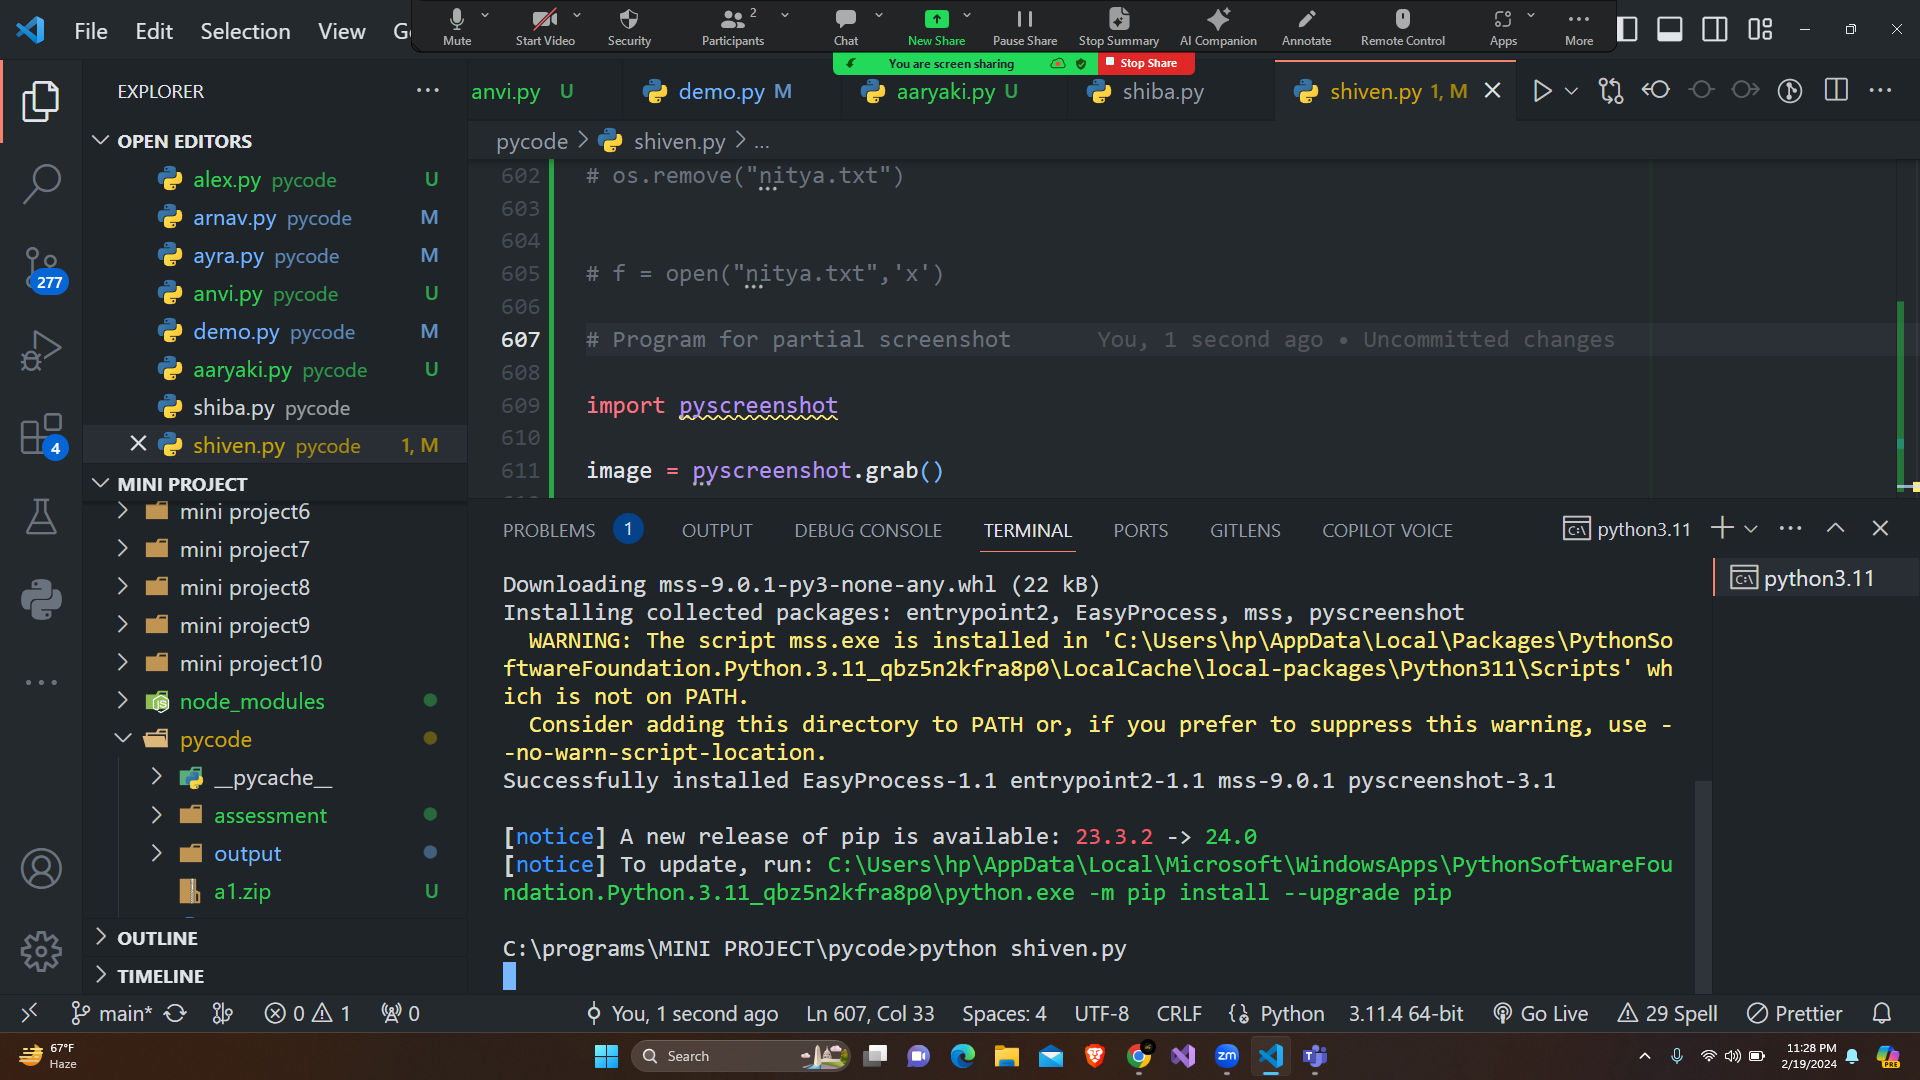 File Edit Selection View G
Mute
Start Video
Security
2
Participants
Chat
New Share
Pause Share
Stop Summary
AI Companion
Annotate
Remote Control
Apps
More
You are screen sharing
Stop Share
EXPLORER
anvi.py U
demo.py M
aaryaki.py U
shiba.py
shiven.py 1, M
OPEN EDITORS
pycode > shiven.py > ...
alex.py pycode U
arnav.py pycode M
ayra.py pycode M
anvi.py pycode U
demo.py pycode M
aaryaki.py pycode U
shiba.py pycode
shiven.py pycode 1, M
277
4
602 # os.remove("nitya.txt")
603
604
605 # f = open("nitya.txt",'x')
606
607 # Program for partial screenshot You, 1 second ago • Uncommitted changes
608
609 import pyscreenshot
610
611 image = pyscreenshot.grab()
MINI PROJECT
mini project6
mini project7
mini project8
mini project9
mini project10
node_modules
pycode
__pycache__
assessment
output
a1.zip U
OUTLINE
TIMELINE
PROBLEMS 1 OUTPUT DEBUG CONSOLE TERMINAL PORTS GITLENS COPILOT VOICE
python3.11
python3.11
Downloading mss-9.0.1-py3-none-any.whl (22 kB)
Installing collected packages: entrypoint2, EasyProcess, mss, pyscreenshot
WARNING: The script mss.exe is installed in 'C:\Users\hp\AppData\Local\Packages\PythonSo
ftwareFoundation.Python.3.11_qbz5n2kfra8p0\LocalCache\local-packages\Python311\Scripts' wh
ich is not on PATH.
Consider adding this directory to PATH or, if you prefer to suppress this warning, use -
-no-warn-script-location.
Successfully installed EasyProcess-1.1 entrypoint2-1.1 mss-9.0.1 pyscreenshot-3.1
[notice] A new release of pip is available: 23.3.2 -> 24.0
[notice] To update, run: C:\Users\hp\AppData\Local\Microsoft\WindowsApps\PythonSoftwareFou
ndation.Python.3.11_qbz5n2kfra8p0\python.exe -m pip install --upgrade pip
C:\programs\MINI PROJECT\pycode>python shiven.py
main* 0 1 0 You, 1 second ago Ln 607, Col 33 Spaces: 4 UTF-8 CRLF Python 3.11.4 64-bit Go Live 29 Spell Prettier
67°F
Haze
Search
zm
PRE
11:28 PM
2/19/2024